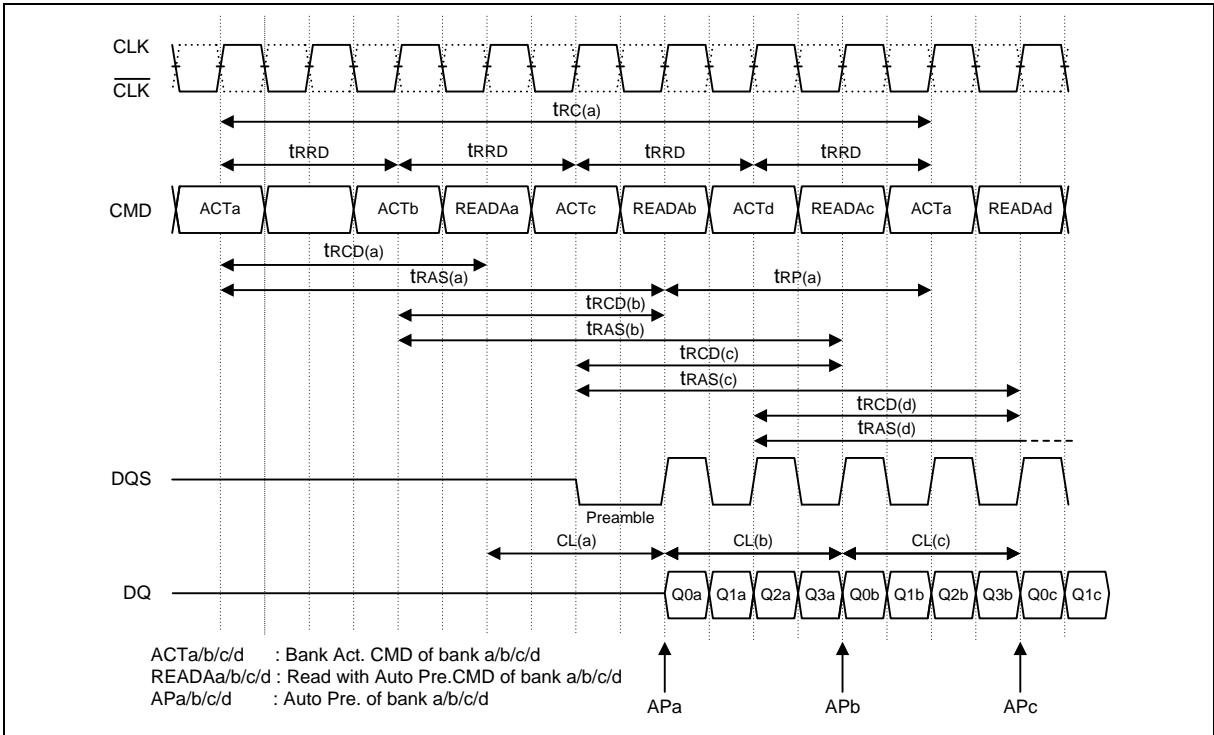 CLK
CLK
tRC(a)
tRRD tRRD tRRD tRRD
CMD ACTa ACTb READAa ACTc READAb ACTd READAc ACTa READAd
tRCD(a)
tRAS(a) tRP(a)
tRCD(b)
tRAS(b)
tRCD(c)
tRAS(c)
tRCD(d)
tRAS(d)
DQS
Preamble
CL(a) CL(b) CL(c)
DQ Q0a Q1a Q2a Q3a Q0b Q1b Q2b Q3b Q0c Q1c
ACTa/b/c/d : Bank Act. CMD of bank a/b/c/d
READAa/b/c/d : Read with Auto Pre.CMD of bank a/b/c/d
APa/b/c/d : Auto Pre. of bank a/b/c/d
APa APb APc